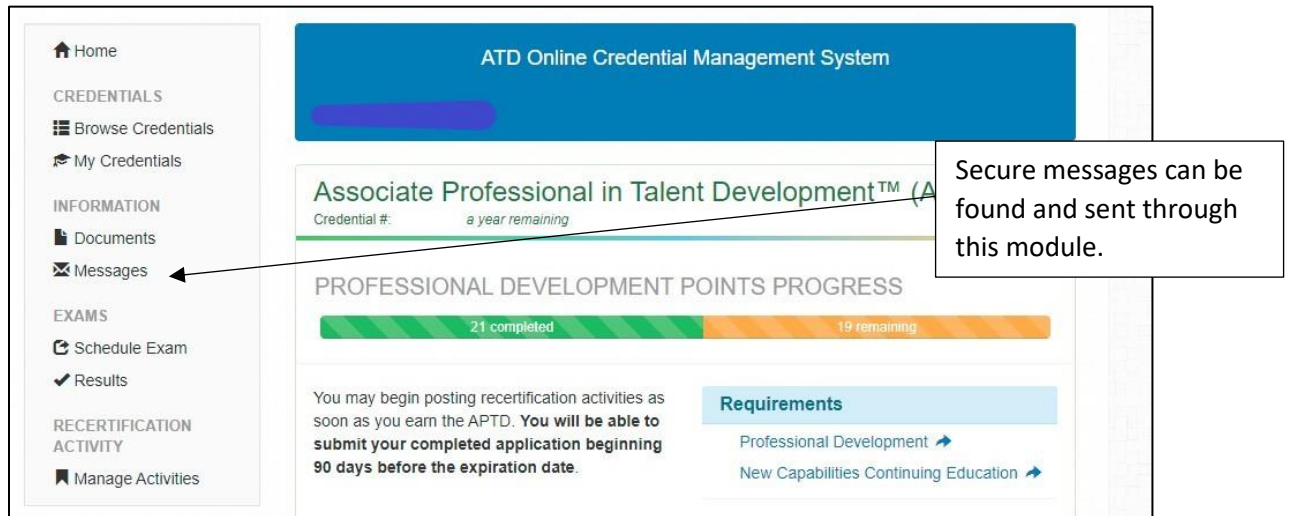 Home
CREDENTIALS
Browse Credentials
My Credentials
INFORMATION
Documents
Messages
EXAMS
Schedule Exam
Results
RECERTIFICATION
ACTIVITY
Manage Activities
ATD Online Credential Management System
Associate Professional in Talent Development™ (A
Credential #: a year remaining
PROFESSIONAL DEVELOPMENT POINTS PROGRESS
21 completed 19 remaining
You may begin posting recertification activities as
soon as you earn the APTD. You will be able to
submit your completed application beginning
90 days before the expiration date.
Requirements
Professional Development
New Capabilities Continuing Education
Secure messages can be
found and sent through
this module.